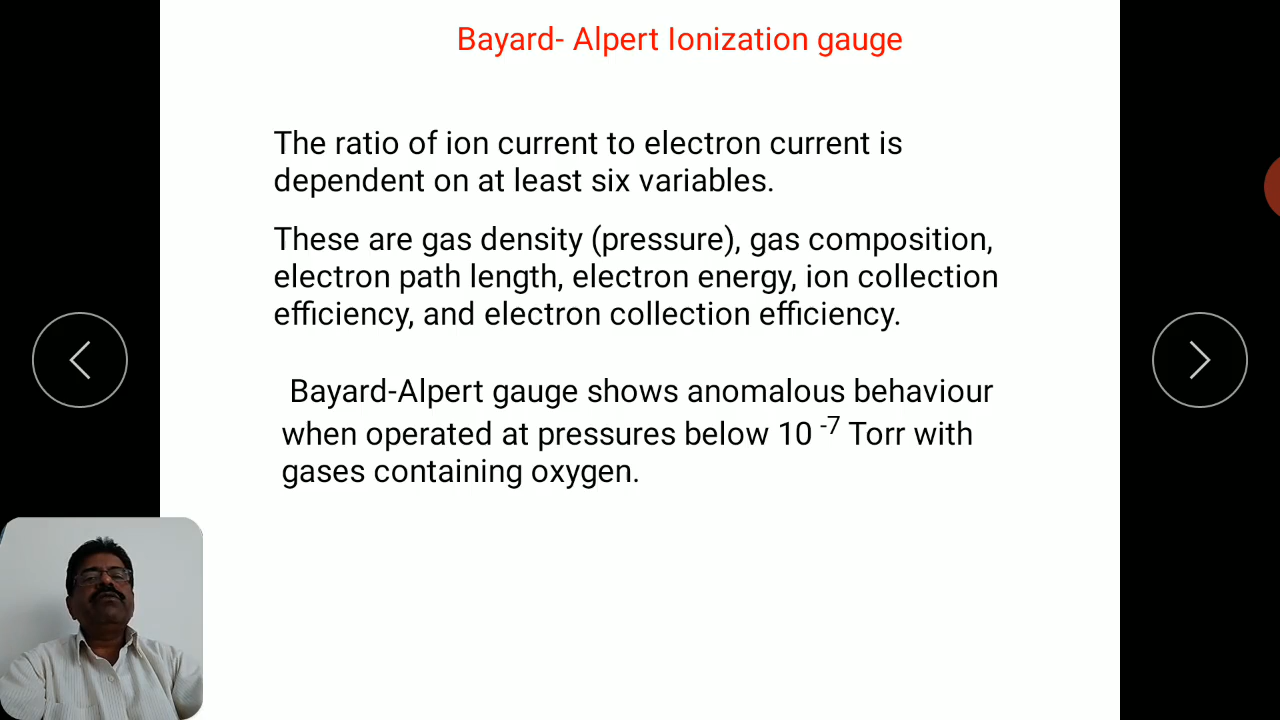 Bayard- Alpert Ionization gauge
The ratio of ion current to electron current is
dependent on at least six variables.
These are gas density (pressure), gas composition,
electron path length, electron energy, ion collection
efficiency, and electron collection efficiency.
Bayard-Alpert gauge shows anomalous behaviour
when operated at pressures below 10 -7 Torr with
gases containing oxygen.